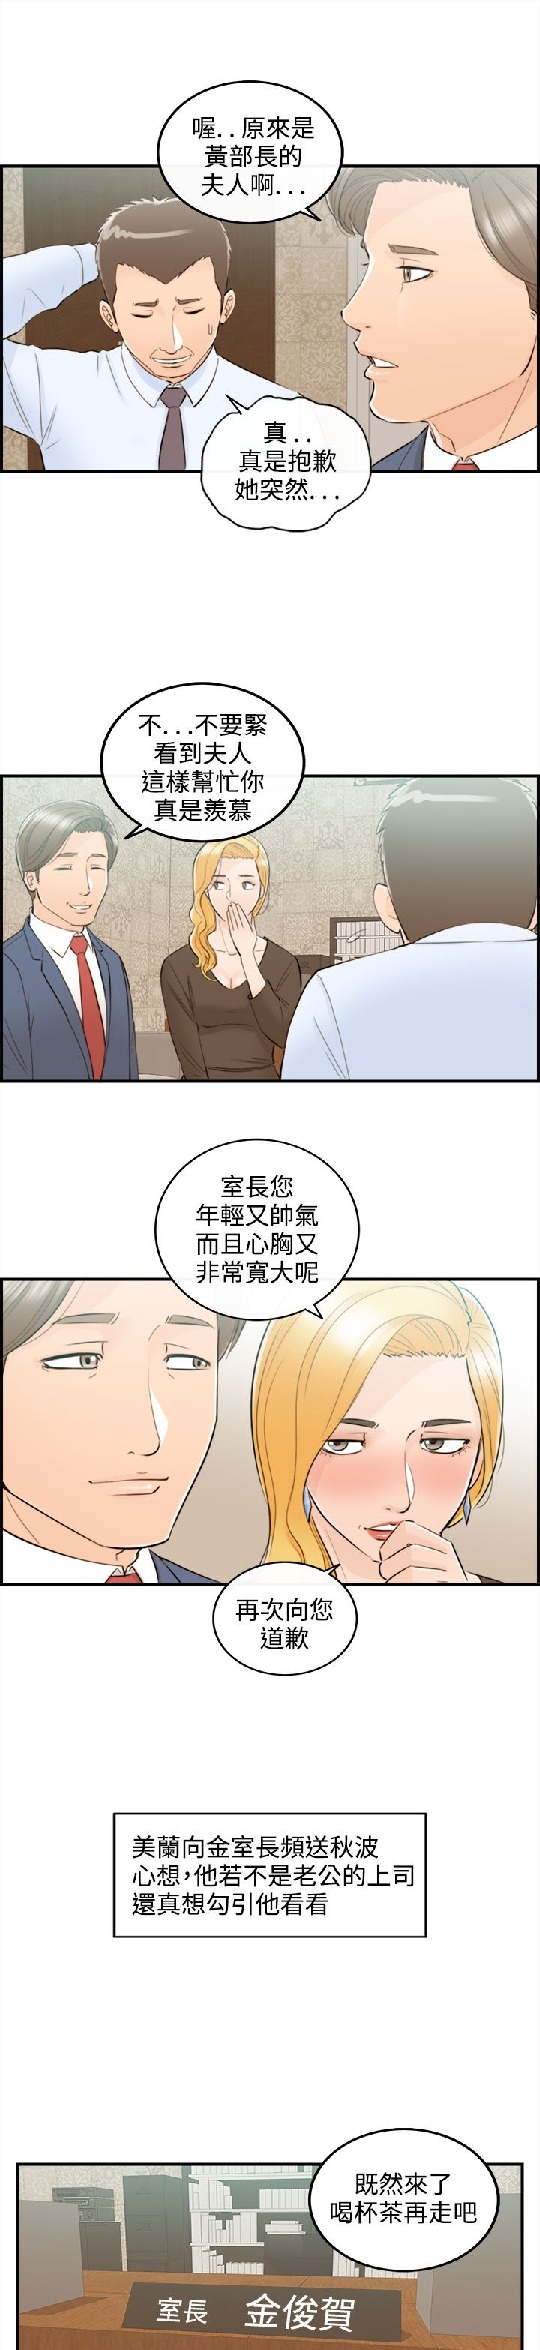 喔..原來是
黃部長的
夫人啊...
真..
真是抱歉
她突然...
不...不要緊
看到夫人
這樣幫忙你
真是羨慕
室長您
年輕又帥氣
而且心胸又
非常寬大呢
再次向您
道歉
美蘭向金室長頻送秋波
心想,他若不是老公的上司
還真想勾引他看看
既然來了
喝杯茶再走吧
室長 金俊賀